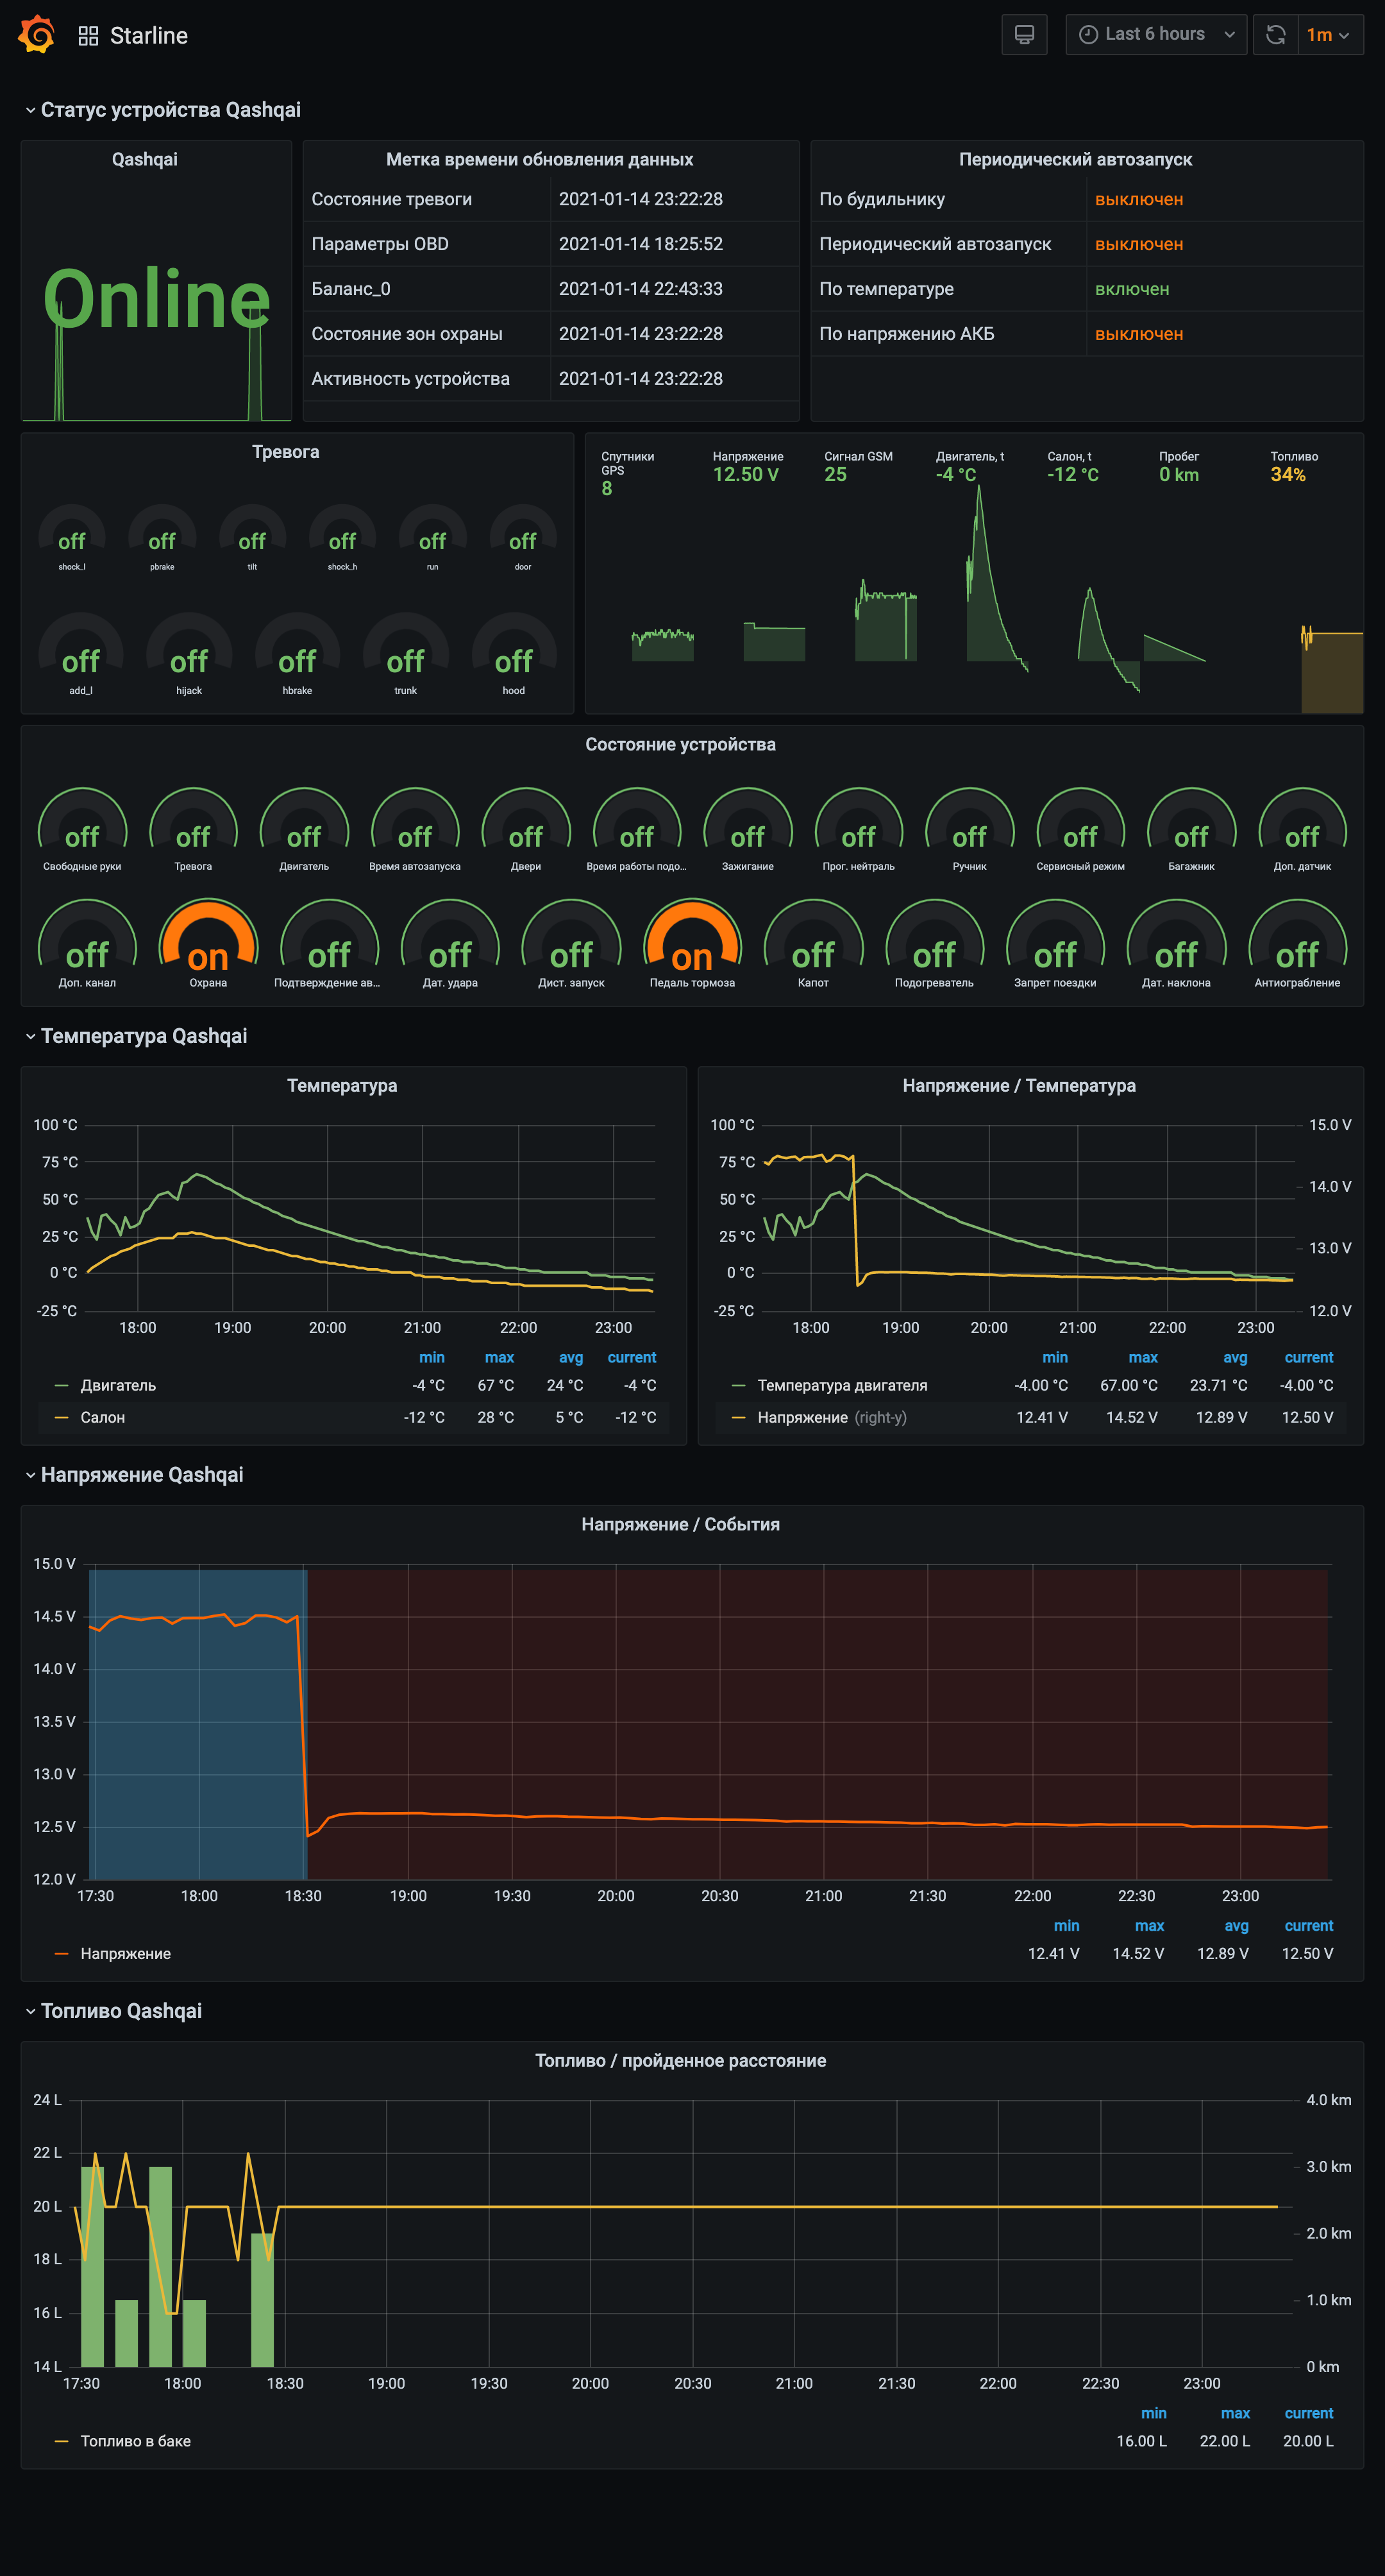 Starline
Last 6 hours
1m
Статус устройства Qashqai
Qashqai
Online
Метка времени обновления данных
Состояние тревоги 2021-01-14 23:22:28
Параметры OBD 2021-01-14 18:25:52
Баланс_0 2021-01-14 22:43:33
Состояние зон охраны 2021-01-14 23:22:28
Активность устройства 2021-01-14 23:22:28
Периодический автозапуск
По будильнику выключен
Периодический автозапуск выключен
По температуре включен
По напряжению АКБ выключен
Тревога
off off off off off off
shock_l pbrake tilt shock_h run door
off off off off off
add_l hijack hbrake trunk hood
Спутники GPS
8
Напряжение
12.50 V
Сигнал GSM
25
Двигатель, t
-4 °C
Салон, t
-12 °C
Пробег
0 km
Топливо
34%
Состояние устройства
off off off off off off off off off off off off
Свободные руки Тревога Двигатель Время автозапуска Двери Время работы подо... Зажигание Прог. нейтраль Ручник Сервисный режим Багажник Доп. датчик
off on off off off on off off off off off
Доп. канал Охрана Подтверждение ав... Дат. удара Дист. запуск Педаль тормоза Капот Подогреватель Запрет поездки Дат. наклона Антиограбление
Температура Qashqai
Температура
100 °C
75 °C
50 °C
25 °C
0 °C
-25 °C
18:00 19:00 20:00 21:00 22:00 23:00
min max avg current
Двигатель -4 °C 67 °C 24 °C -4 °C
Салон -12 °C 28 °C 5 °C -12 °C
Напряжение / Температура
100 °C 15.0 V
75 °C
50 °C 14.0 V
25 °C 13.0 V
0 °C
-25 °C 12.0 V
18:00 19:00 20:00 21:00 22:00 23:00
min max avg current
Температура двигателя -4.00 °C 67.00 °C 23.71 °C -4.00 °C
Напряжение (right-y) 12.41 V 14.52 V 12.89 V 12.50 V
Напряжение Qashqai
Напряжение / События
15.0 V
14.5 V
14.0 V
13.5 V
13.0 V
12.5 V
12.0 V
17:30 18:00 18:30 19:00 19:30 20:00 20:30 21:00 21:30 22:00 22:30 23:00
min max avg current
Напряжение 12.41 V 14.52 V 12.89 V 12.50 V
Топливо Qashqai
Топливо / пройденное расстояние
24 L 4.0 km
22 L 3.0 km
20 L
18 L 2.0 km
16 L 1.0 km
14 L 0 km
17:30 18:00 18:30 19:00 19:30 20:00 20:30 21:00 21:30 22:00 22:30 23:00
min max current
Топливо в баке 16.00 L 22.00 L 20.00 L